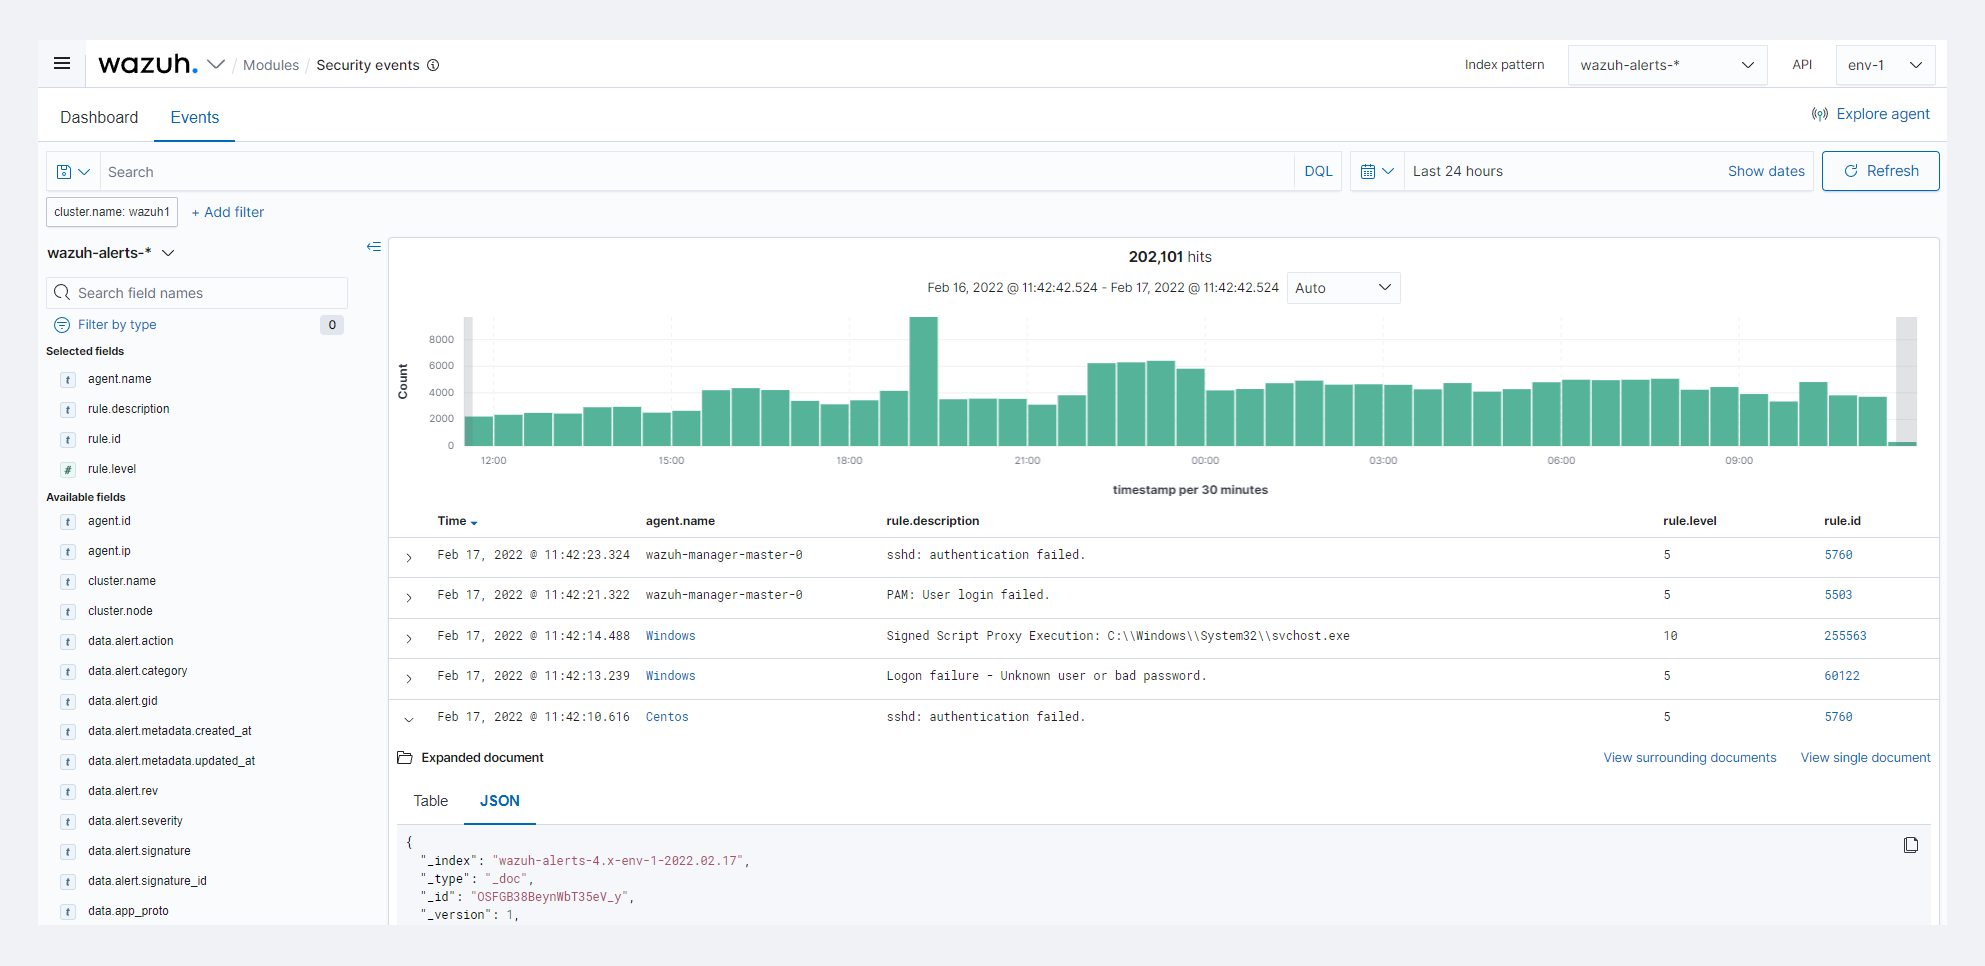 wazuh. / Modules / Security events
Index pattern wazuh-alerts-* API env-1
Dashboard Events
Explore agent
Search DQL Last 24 hours Show dates Refresh
cluster.name: wazuh1 + Add filter
wazuh-alerts-*
Search field names
Filter by type 0
Selected fields
t agent.name
t rule.description
t rule.id
# rule.level
Available fields
t agent.id
t agent.ip
t cluster.name
t cluster.node
t data.alert.action
t data.alert.category
t data.alert.gid
t data.alert.metadata.created_at
t data.alert.metadata.updated_at
t data.alert.rev
t data.alert.severity
t data.alert.signature
t data.alert.signature_id
t data.app_proto
202,101 hits
Feb 16, 2022 @ 11:42:42.524 - Feb 17, 2022 @ 11:42:42.524 Auto
Count
8000
6000
4000
2000
0
12:00 15:00 18:00 21:00 00:00 03:00 06:00 09:00
timestamp per 30 minutes
Time agent.name rule.description rule.level rule.id
Feb 17, 2022 @ 11:42:23.324 wazuh-manager-master-0 sshd: authentication failed. 5 5760
Feb 17, 2022 @ 11:42:21.322 wazuh-manager-master-0 PAM: User login failed. 5 5503
Feb 17, 2022 @ 11:42:14.488 Windows Signed Script Proxy Execution: C:\\Windows\\System32\\svchost.exe 10 255563
Feb 17, 2022 @ 11:42:13.239 Windows Logon failure - Unknown user or bad password. 5 60122
Feb 17, 2022 @ 11:42:10.616 Centos sshd: authentication failed. 5 5760
Expanded document View surrounding documents View single document
Table JSON
{
"_index": "wazuh-alerts-4.x-env-1-2022.02.17",
"_type": "_doc",
"_id": "OSFGB38BeynWbT35eV_y",
"_version": 1,